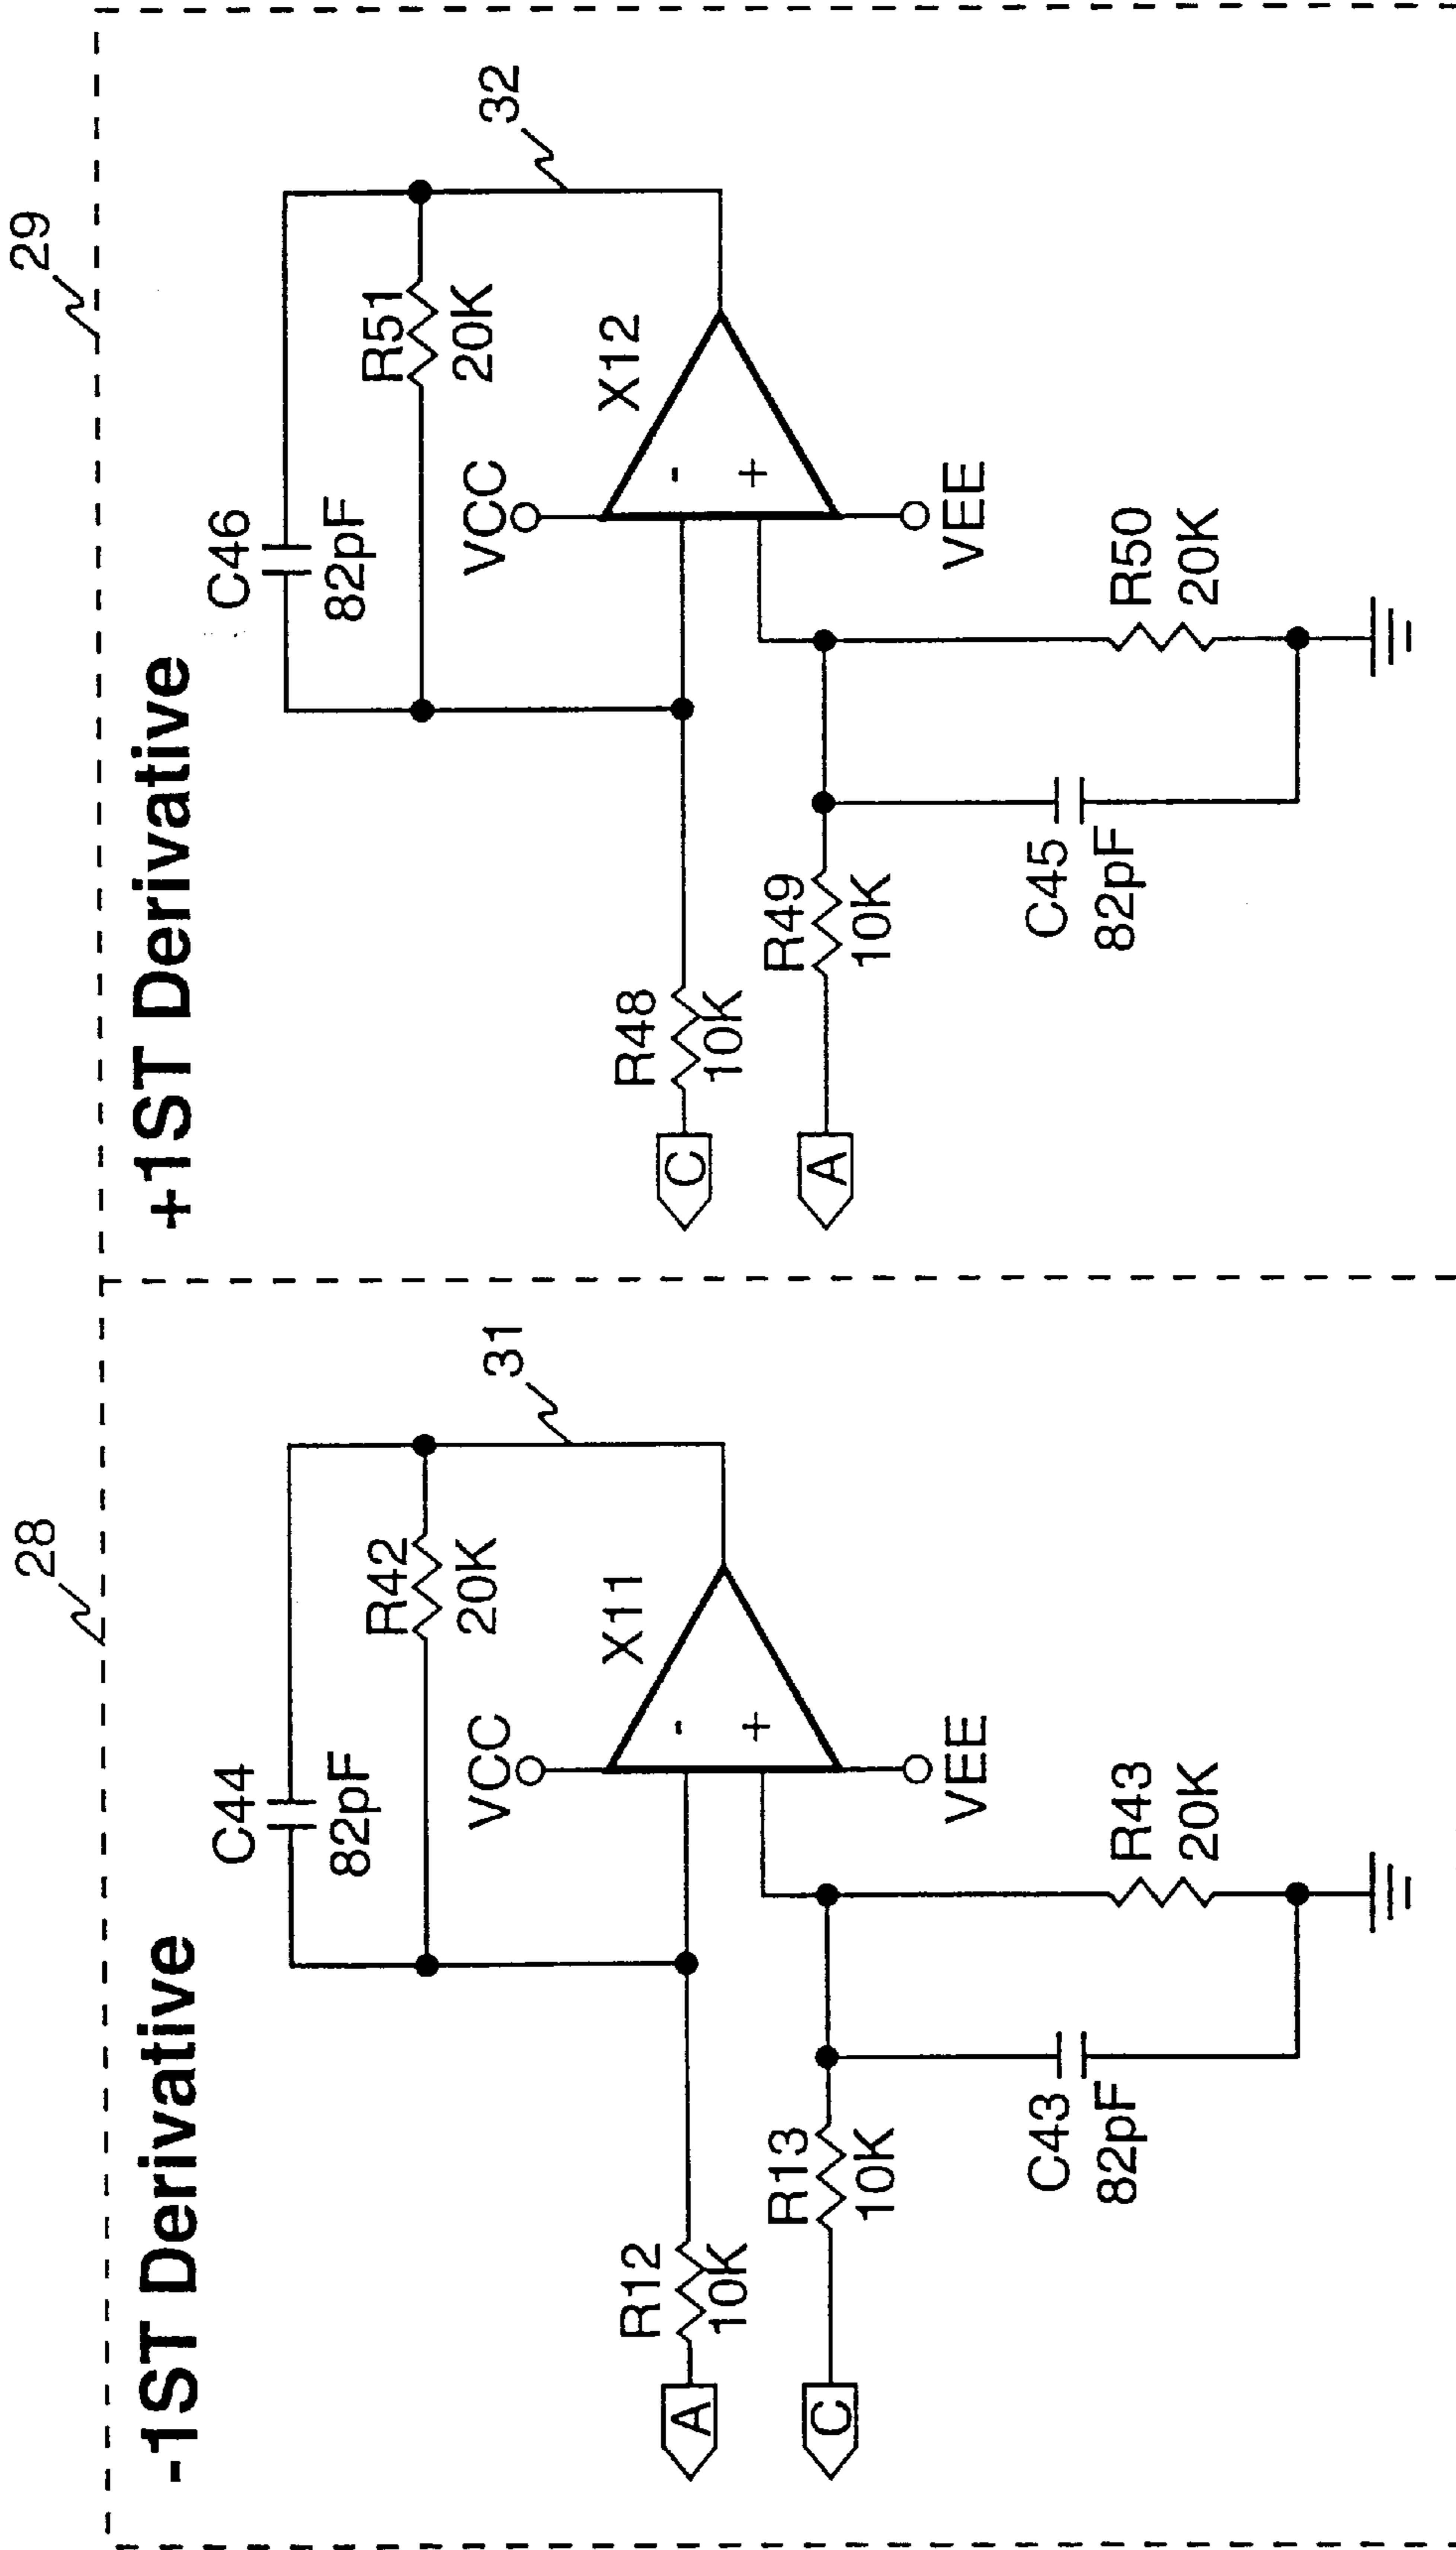 28
-1ST Derivative
C44
82pF
R42
20K
31
VCC
X11
-
+
VEE
A
R12
10K
C
R13
10K
C43
82pF
R43
20K
29
+1ST Derivative
C46
82pF
R51
20K
32
VCC
X12
-
+
VEE
C
R48
10K
A
R49
10K
C45
82pF
R50
20K